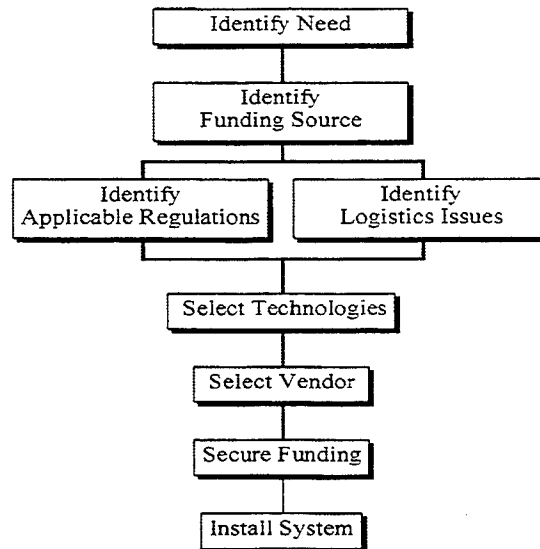 Identify Need
Identify
Funding Source
Identify
Applicable Regulations
Identify
Logistics Issues
Select Technologies
Select Vendor
Secure Funding
Install System